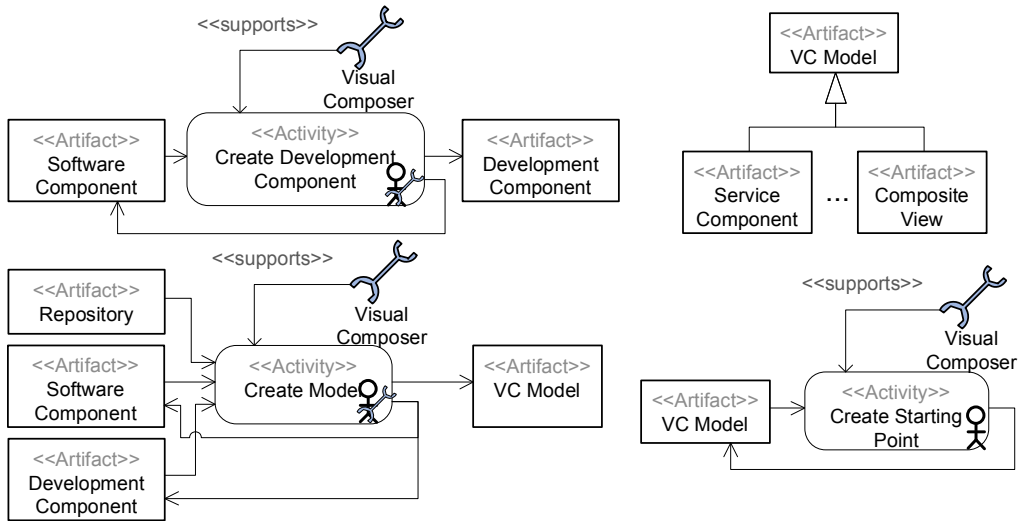 <<supports>>
Visual
Composer
<<Artifact>>
Software
Component
<<Activity>>
Create Development
Component
<<Artifact>>
Development
Component
<<Artifact>>
VC Model
<<Artifact>>
Service
Component
...
<<Artifact>>
Composite
View
<<supports>>
Visual
Composer
<<Artifact>>
Repository
<<Artifact>>
Software
Component
<<Artifact>>
Development
Component
<<Activity>>
Create Model
<<Artifact>>
VC Model
<<supports>>
Visual
Composer
<<Artifact>>
VC Model
<<Activity>>
Create Starting
Point